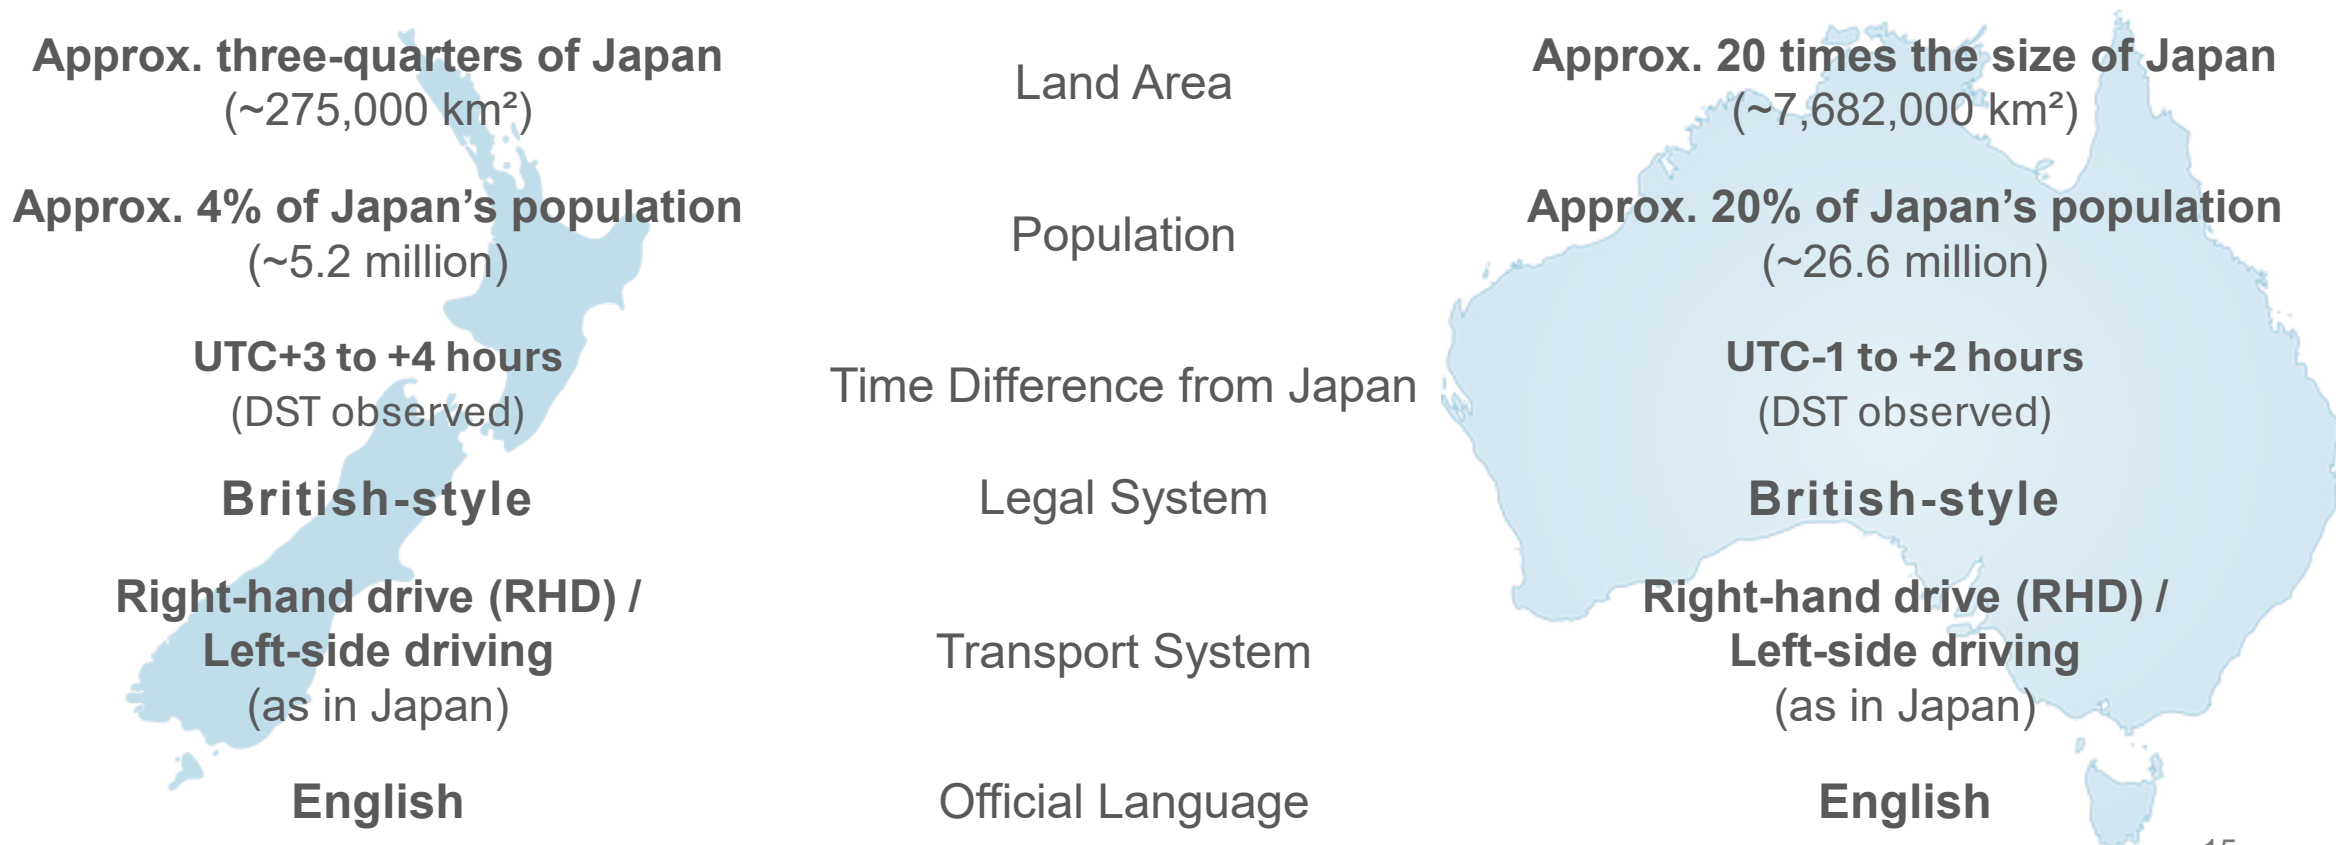 Approx. three-quarters of Japan
(~275,000 km²)
Land Area
Approx. 20 times the size of Japan
(~7,682,000 km²)
Approx. 4% of Japan’s population
(~5.2 million)
Population
Approx. 20% of Japan’s population
(~26.6 million)
UTC+3 to +4 hours
(DST observed)
Time Difference from Japan
UTC-1 to +2 hours
(DST observed)
British-style
Legal System
British-style
Right-hand drive (RHD) /
Left-side driving
(as in Japan)
Transport System
Right-hand drive (RHD) /
Left-side driving
(as in Japan)
English
Official Language
English